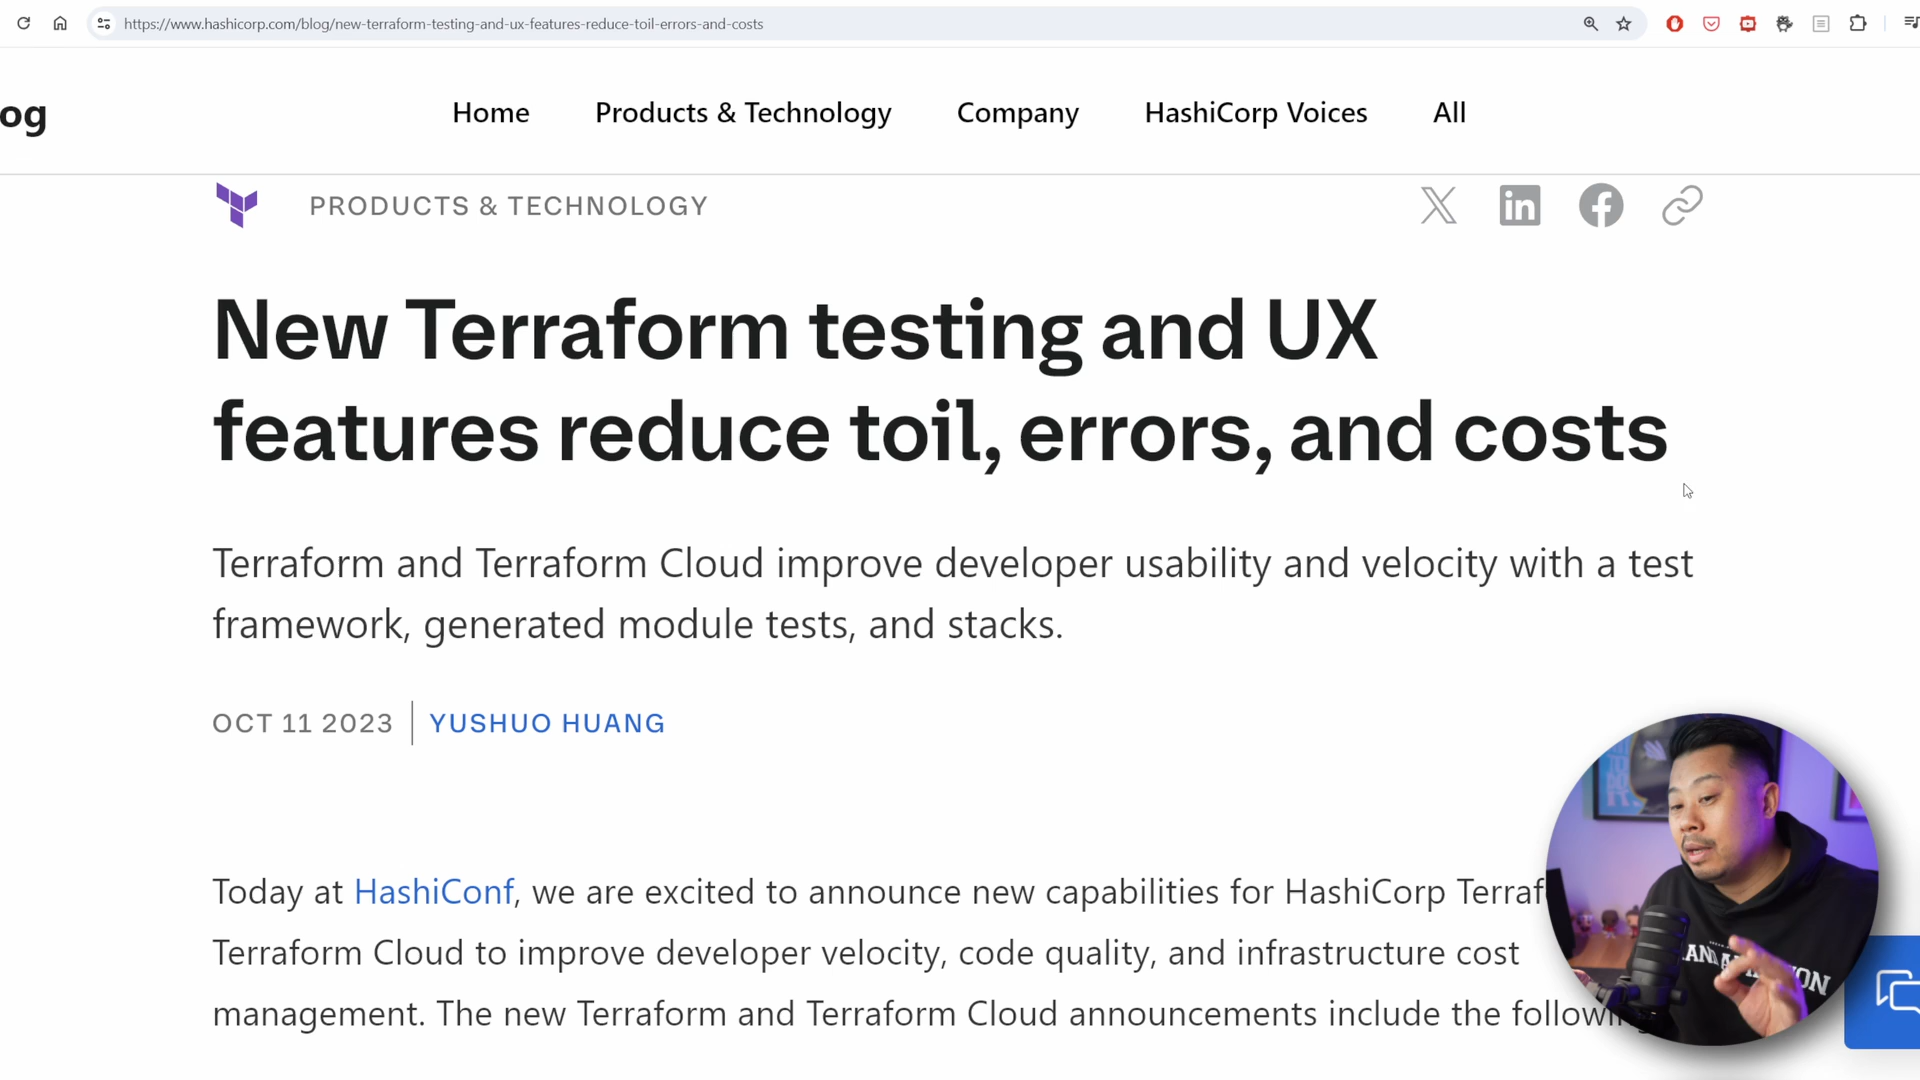 https://www.hashicorp.com/blog/new-terraform-testing-and-ux-features-reduce-toil-errors-and-costs
og
Home Products & Technology Company HashiCorp Voices All
PRODUCTS & TECHNOLOGY
New Terraform testing and UX
features reduce toil, errors, and costs
Terraform and Terraform Cloud improve developer usability and velocity with a test
framework, generated module tests, and stacks.
OCT 11 2023 YUSHUO HUANG
Today at HashiConf, we are excited to announce new capabilities for HashiCorp Terraf
Terraform Cloud to improve developer velocity, code quality, and infrastructure cost
management. The new Terraform and Terraform Cloud announcements include the